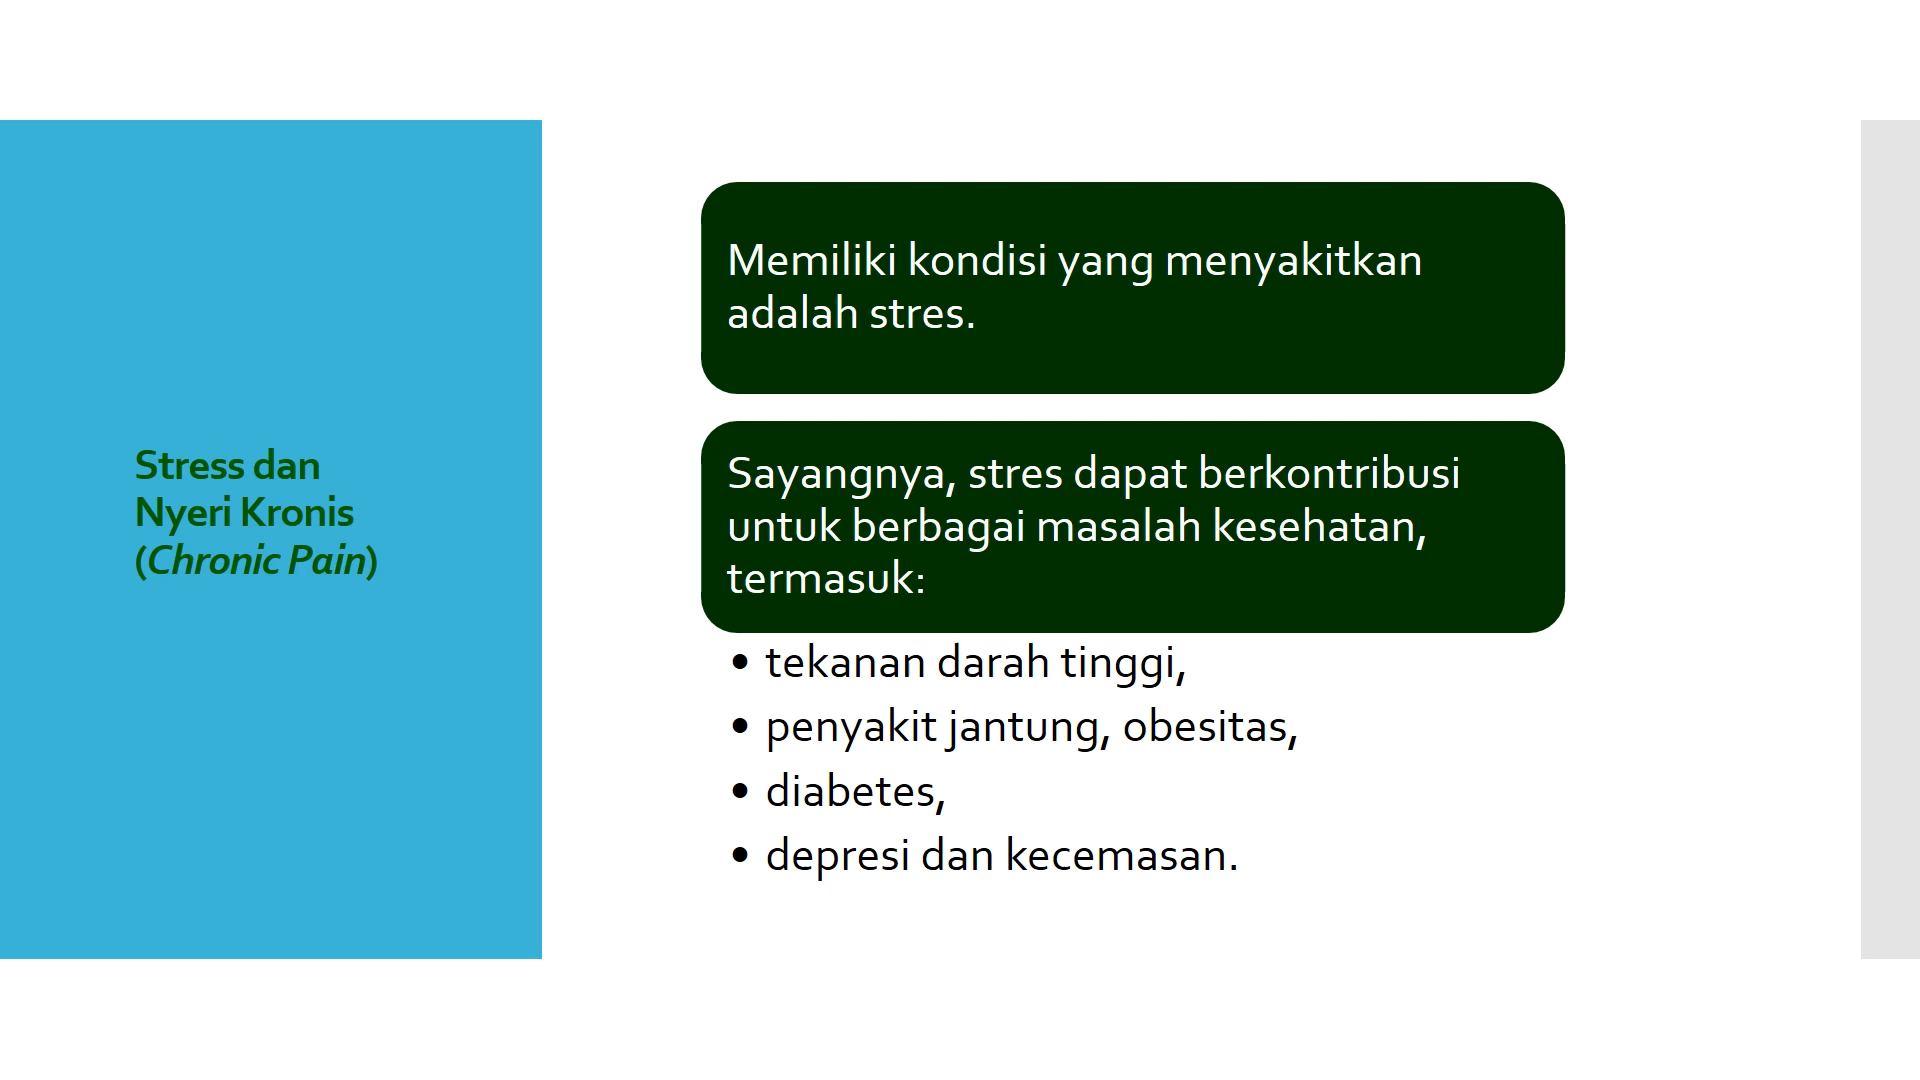 Stress dan
Nyeri Kronis
(Chronic Pain)
Memiliki kondisi yang menyakitkan
adalah stres.
Sayangnya, stres dapat berkontribusi
untuk berbagai masalah kesehatan,
termasuk:
• tekanan darah tinggi,
• penyakit jantung, obesitas,
• diabetes,
• depresi dan kecemasan.